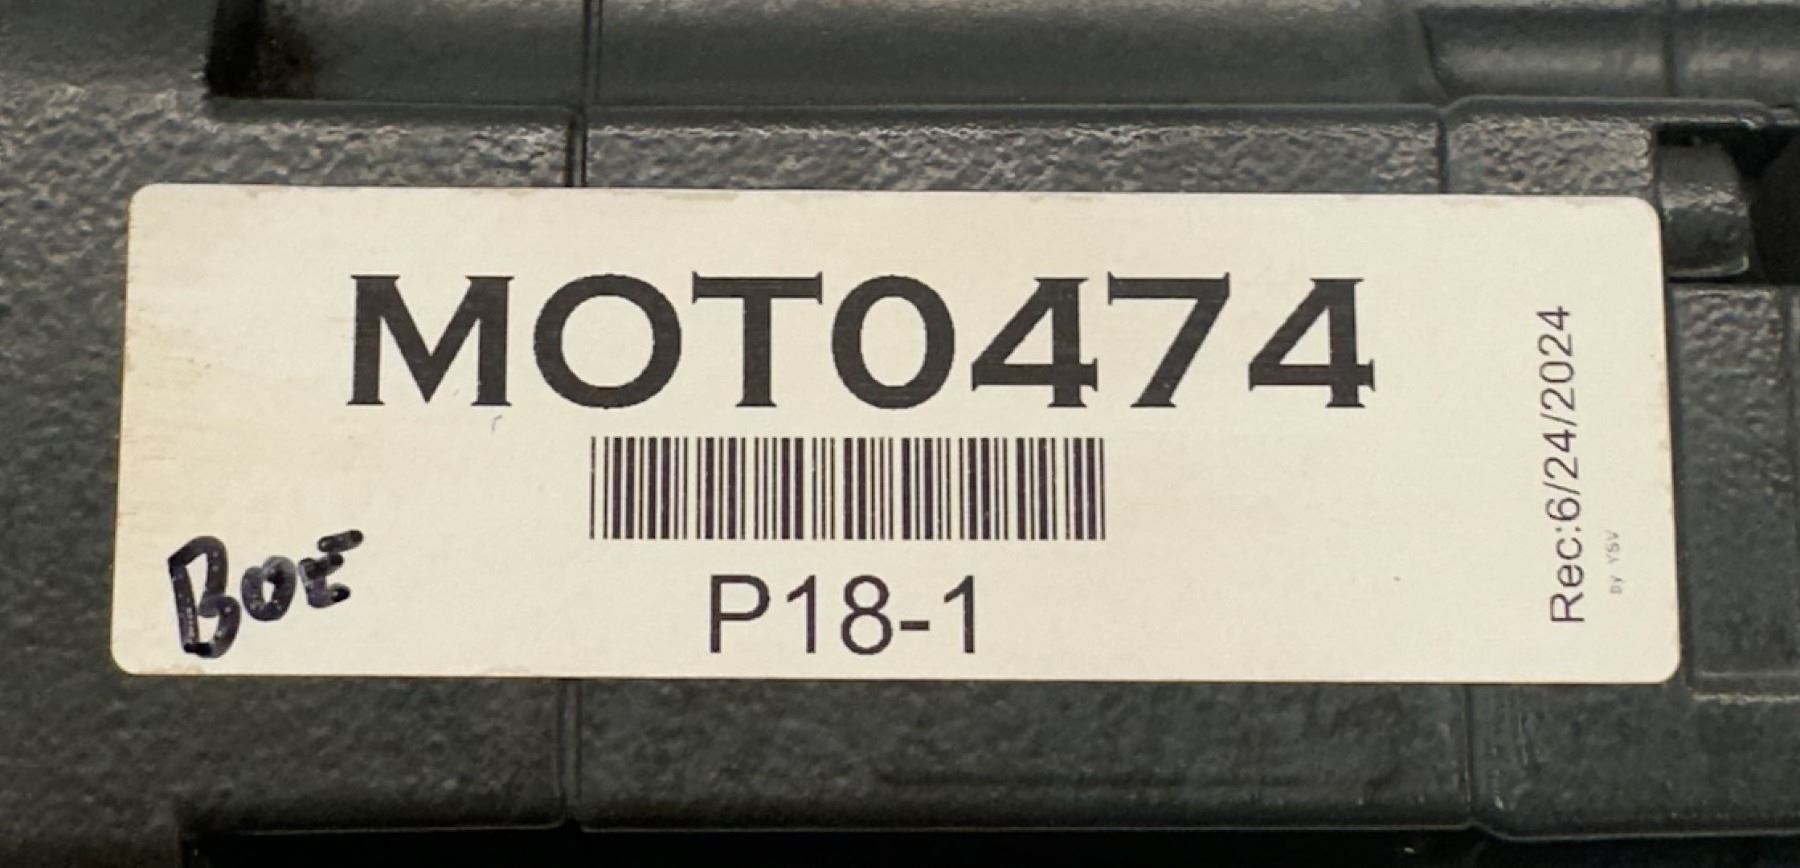 MOT0474
P18-1
BOE
Rec:6/24/2024
by YSV